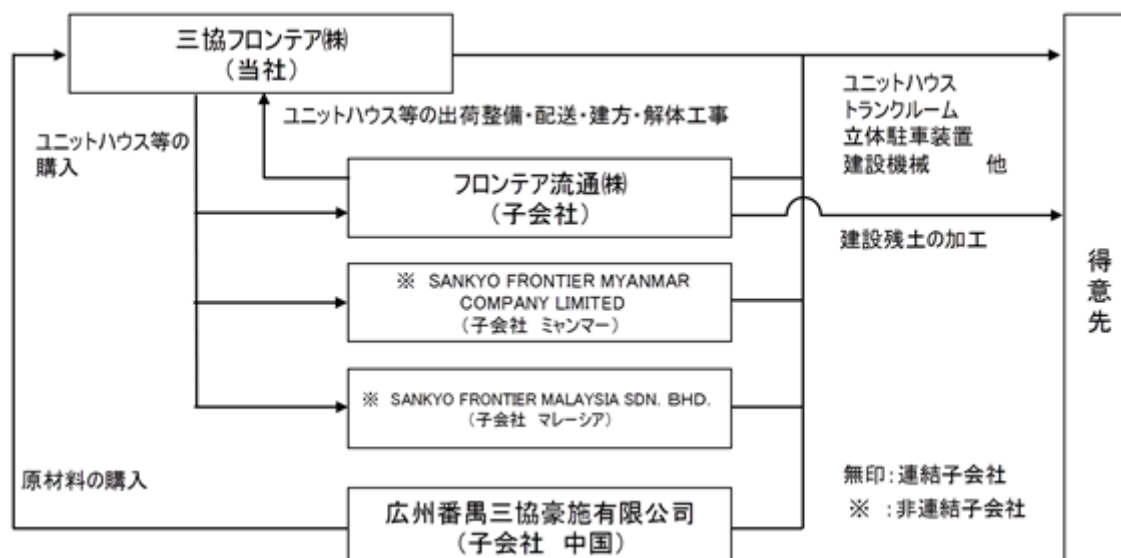 三協フロンテア㈱
(当社)
ユニットハウス等の出荷整備・配送・建方・解体工事
ユニットハウス等の
購入
フロンテア流通㈱
(子会社)
※ SANKYO FRONTIER MYANMAR
COMPANY LIMITED
(子会社 ミャンマー)
※ SANKYO FRONTIER MALAYSIA SDN. BHD.
(子会社 マレーシア)
原材料の購入
広州番禺三協豪施有限公司
(子会社 中国)
ユニットハウス
トランクルーム
立体駐車装置
建設機械 他
建設残土の加工
得意先
無印:連結子会社
※ :非連結子会社